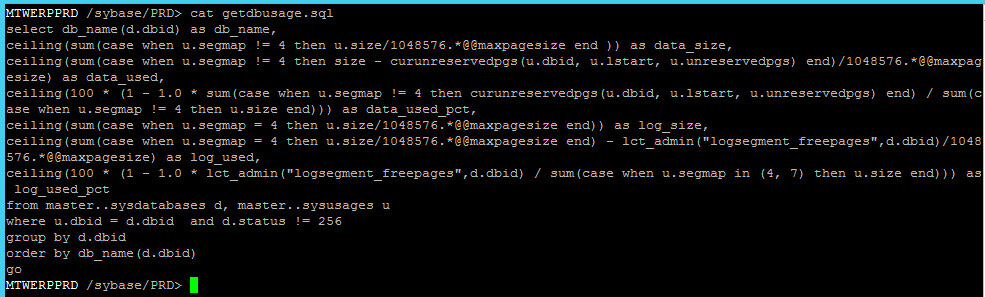 MTWERPPRD /sybase/PRD> cat getdbusage.sql
select db_name(d.dbid) as db_name,
ceiling(sum(case when u.segmap != 4 then u.size/1048576.*@@maxpagesize end )) as data_size,
ceiling(sum(case when u.segmap != 4 then size - curunreservedpgs(u.dbid, u.lstart, u.unreservedpgs) end)/1048576.*@@maxpag
esize) as data_used,
ceiling(100 * (1 - 1.0 * sum(case when u.segmap != 4 then curunreservedpgs(u.dbid, u.lstart, u.unreservedpgs) end) / sum(c
ase when u.segmap != 4 then u.size end))) as data_used_pct,
ceiling(sum(case when u.segmap = 4 then u.size/1048576.*@@maxpagesize end)) as log_size,
ceiling(sum(case when u.segmap = 4 then u.size/1048576.*@@maxpagesize end) - lct_admin("logsegment_freepages",d.dbid)/1048
576.*@@maxpagesize) as log_used,
ceiling(100 * (1 - 1.0 * lct_admin("logsegment_freepages",d.dbid) / sum(case when u.segmap in (4, 7) then u.size end))) as
 log_used_pct
from master..sysdatabases d, master..sysusages u
where u.dbid = d.dbid  and d.status != 256
group by d.dbid
order by db_name(d.dbid)
go
MTWERPPRD /sybase/PRD>